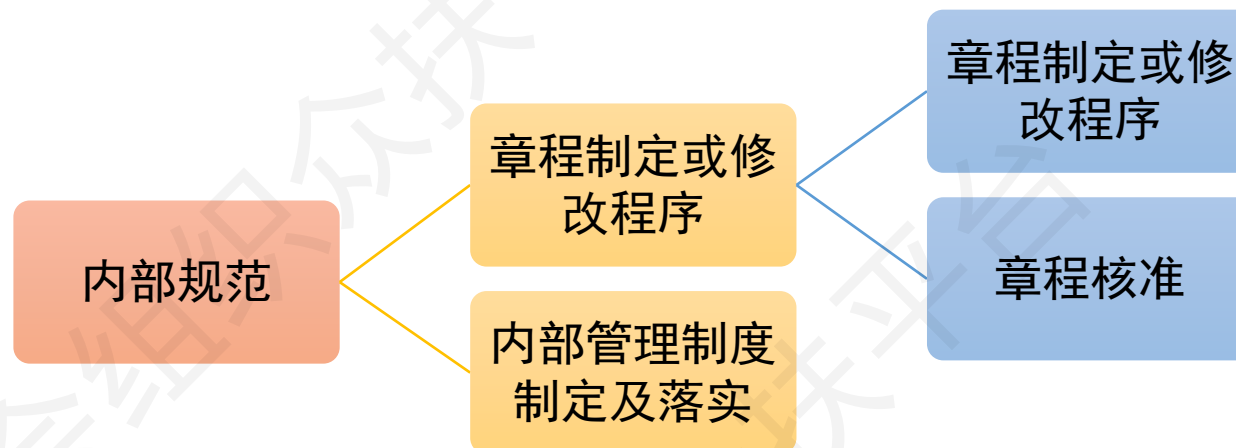 内部规范
章程制定或修
改程序
内部管理制度
制定及落实
章程制定或修
改程序
章程核准